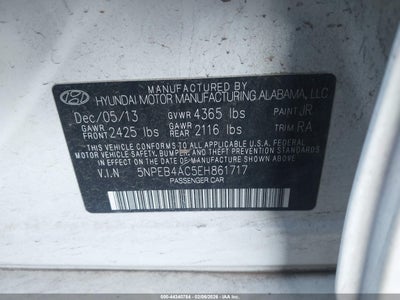 MANUFACTURED BY
HYUNDAI MOTOR MANUFACTURING ALABAMA, LLC
Dec/05/13 GVWR 4365 lbs PAINT JR
GAWR FRONT 2425 lbs GAWR REAR 2116 lbs TRIM RA
THIS VEHICLE CONFORMS TO ALL APPLICABLE U.S.A. FEDERAL
MOTOR VEHICLE SAFETY, BUMPER, AND THEFT PREVENTION STANDARDS
IN EFFECT ON THE DATE OF MANUFACTURE SHOWN ABOVE.
V.I.N 5NPEB4AC5EH861717
PASSENGER CAR